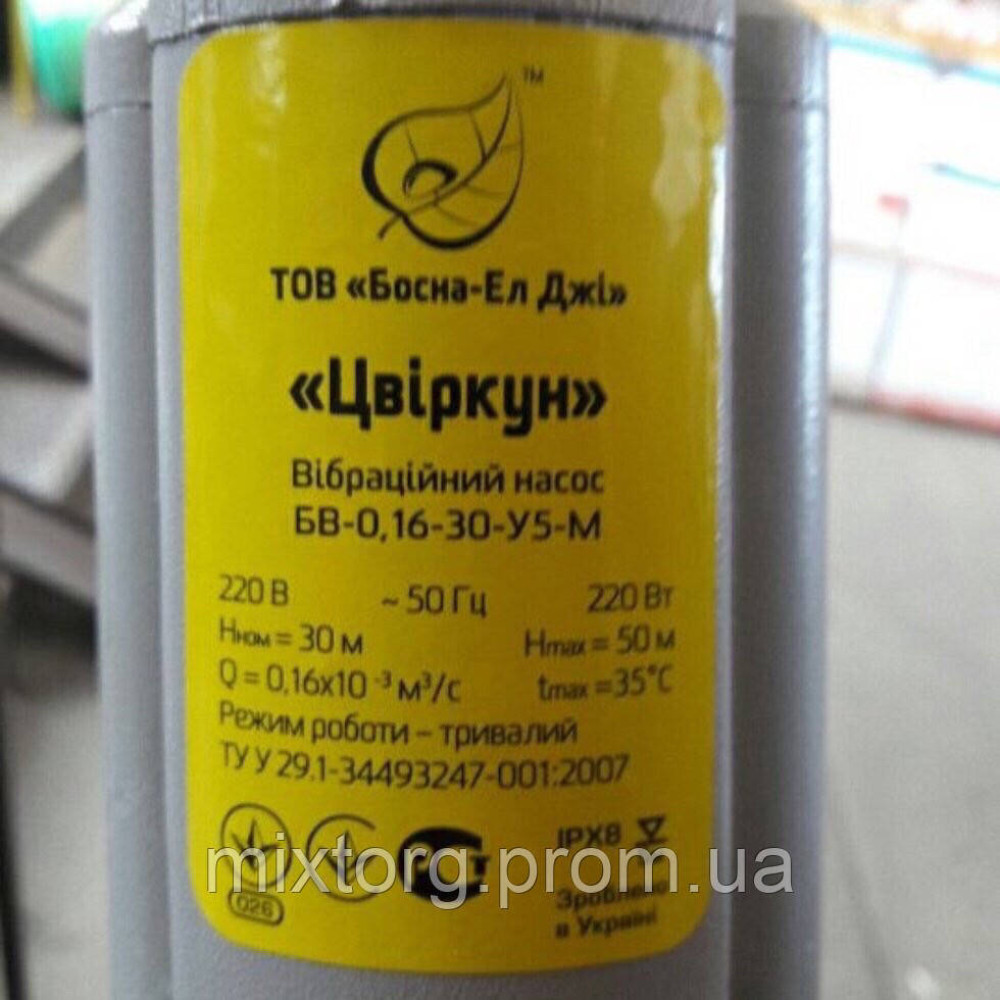 TM
ТОВ «Босна-Ел Джі»
«Цвіркун»
Вібраційний насос
БВ-0,16-30-У5-М
220 В ~ 50 Гц 220 Вт
Hном = 30 м Hmax = 50 м
Q = 0,16х10 -³ м³/с tmax =35°C
Режим роботи – тривалий
ТУ У 29.1-34493247-001:2007
IPX8
mixtorg.prom.ua
026
Зроблено
в Україні